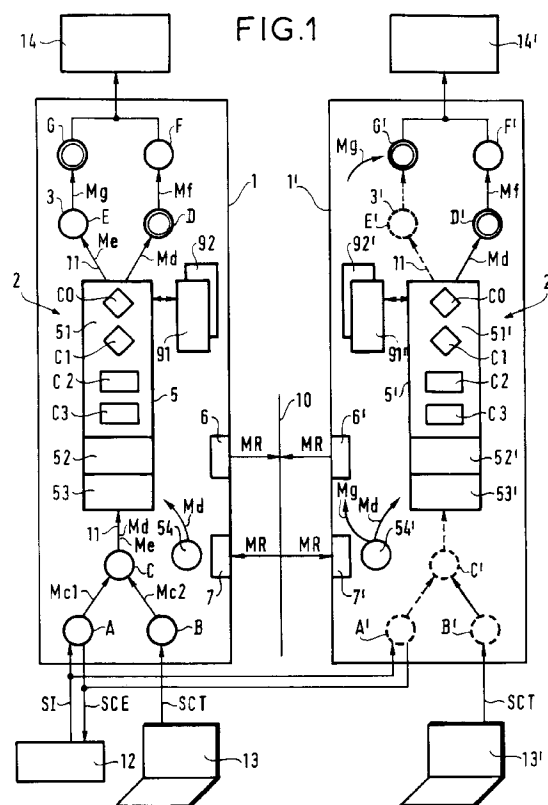 FIG.1
14
14'
G
F
G'
F'
Mg
Mg
Mf
Mf
3
E
D
1
1'
3'
E'
D'
Me
11
Md
11
Md
2
92
92'
2'
C0
C0
51
51'
C1
91
91'
C1
C2
5
5'
C2
C3
10
C3
6
6'
52
MR
MR
52'
53
53'
Md
Mg
Md
11
Md
Me
54
MR
MR
54'
C
7
7'
C'
Mc1
Mc2
A
B
A'
B'
SI
SCE
SCT
SCT
12
13
13'